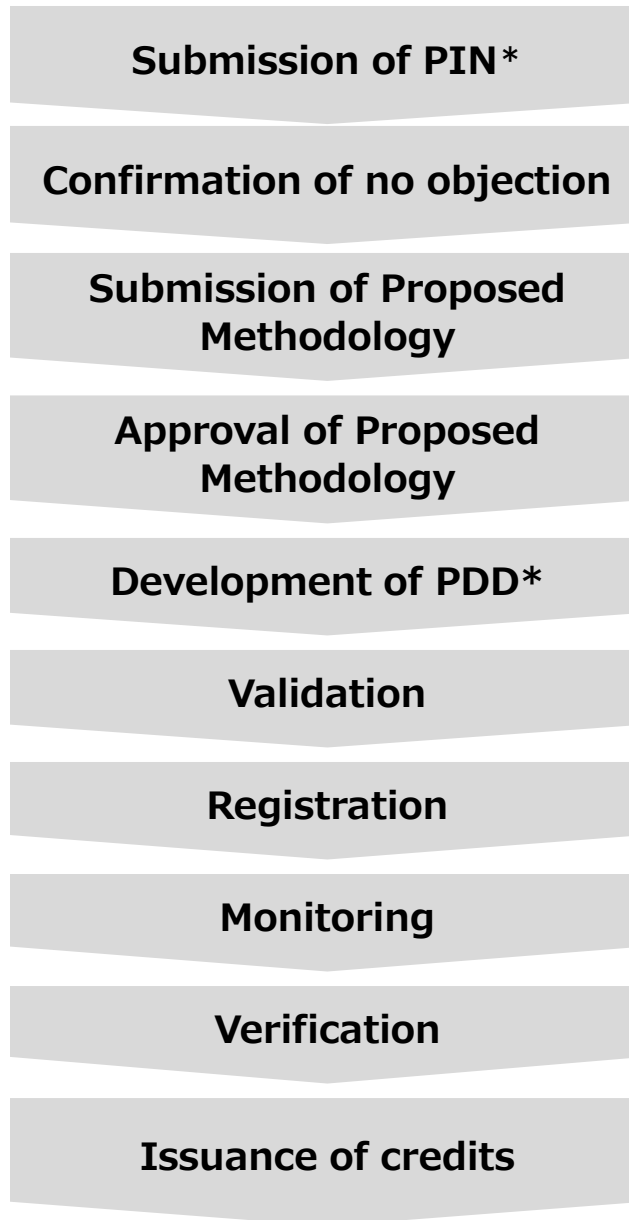 Submission of PIN*
Confirmation of no objection
Submission of Proposed
Methodology
Approval of Proposed
Methodology
Development of PDD*
Validation
Registration
Monitoring
Verification
Issuance of credits